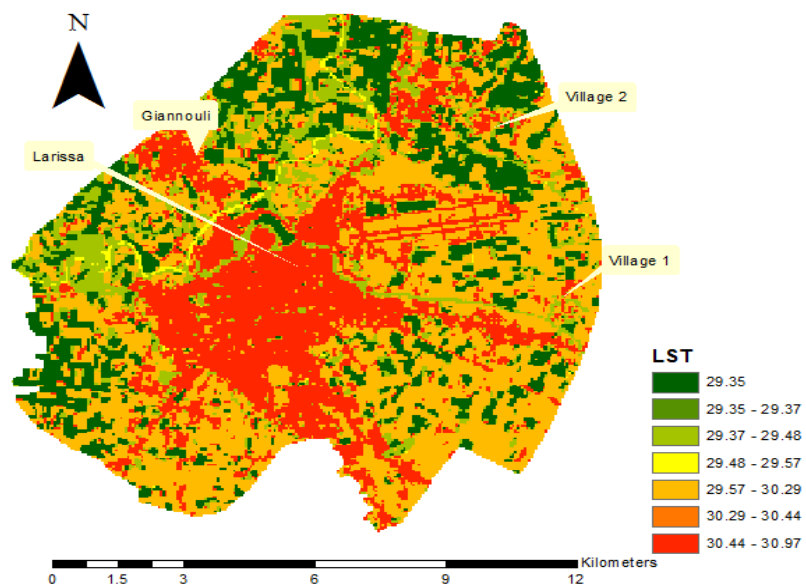 N
Giannouli
Village 2
Larissa
Village 1
LST
29.35
29.35 - 29.37
29.37 - 29.48
29.48 - 29.57
29.57 - 30.29
30.29 - 30.44
30.44 - 30.97
Kilometers
0 1.5 3 6 9 12